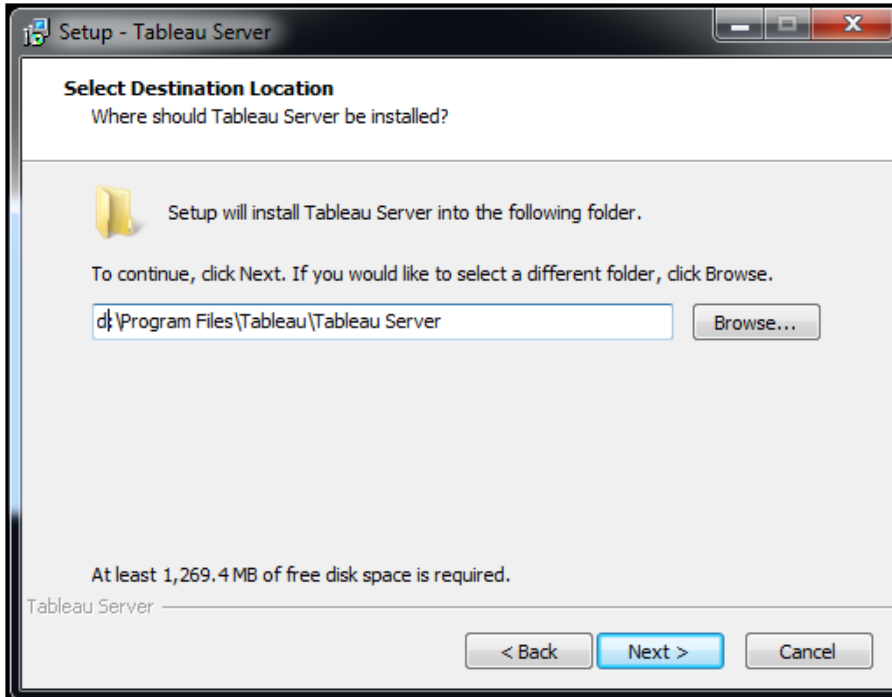 Setup - Tableau Server
Select Destination Location
Where should Tableau Server be installed?
Setup will install Tableau Server into the following folder.
To continue, click Next. If you would like to select a different folder, click Browse.
d:\Program Files\Tableau\Tableau Server
Browse...
At least 1,269.4 MB of free disk space is required.
Tableau Server
< Back
Next >
Cancel